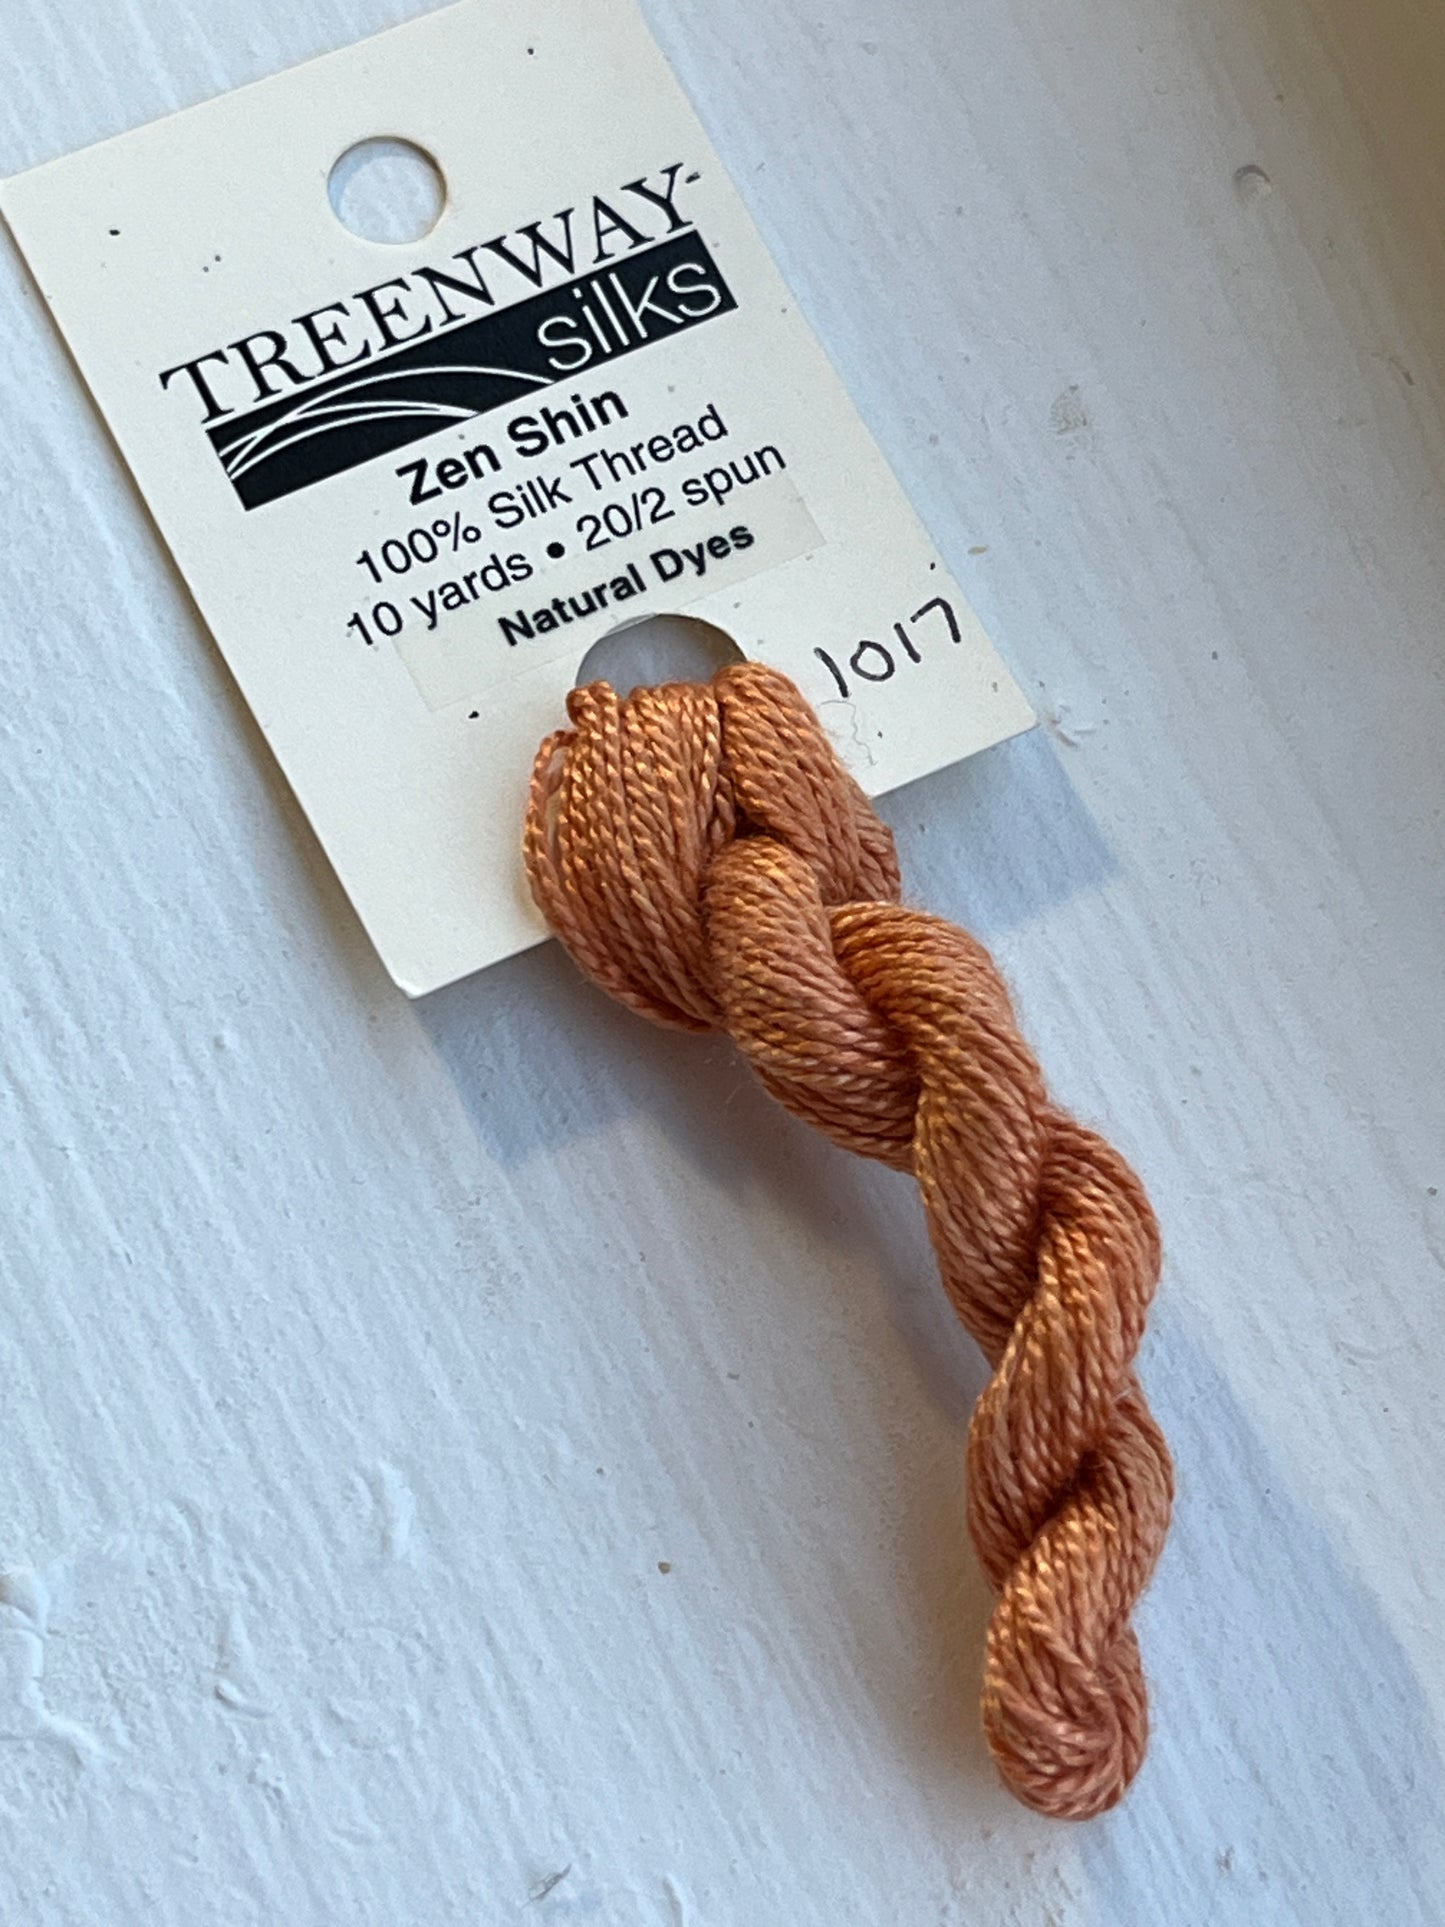 TREENWAY
silks
Zen Shin
100% Silk Thread
10 yards • 20/2 spun
Natural Dyes
1017